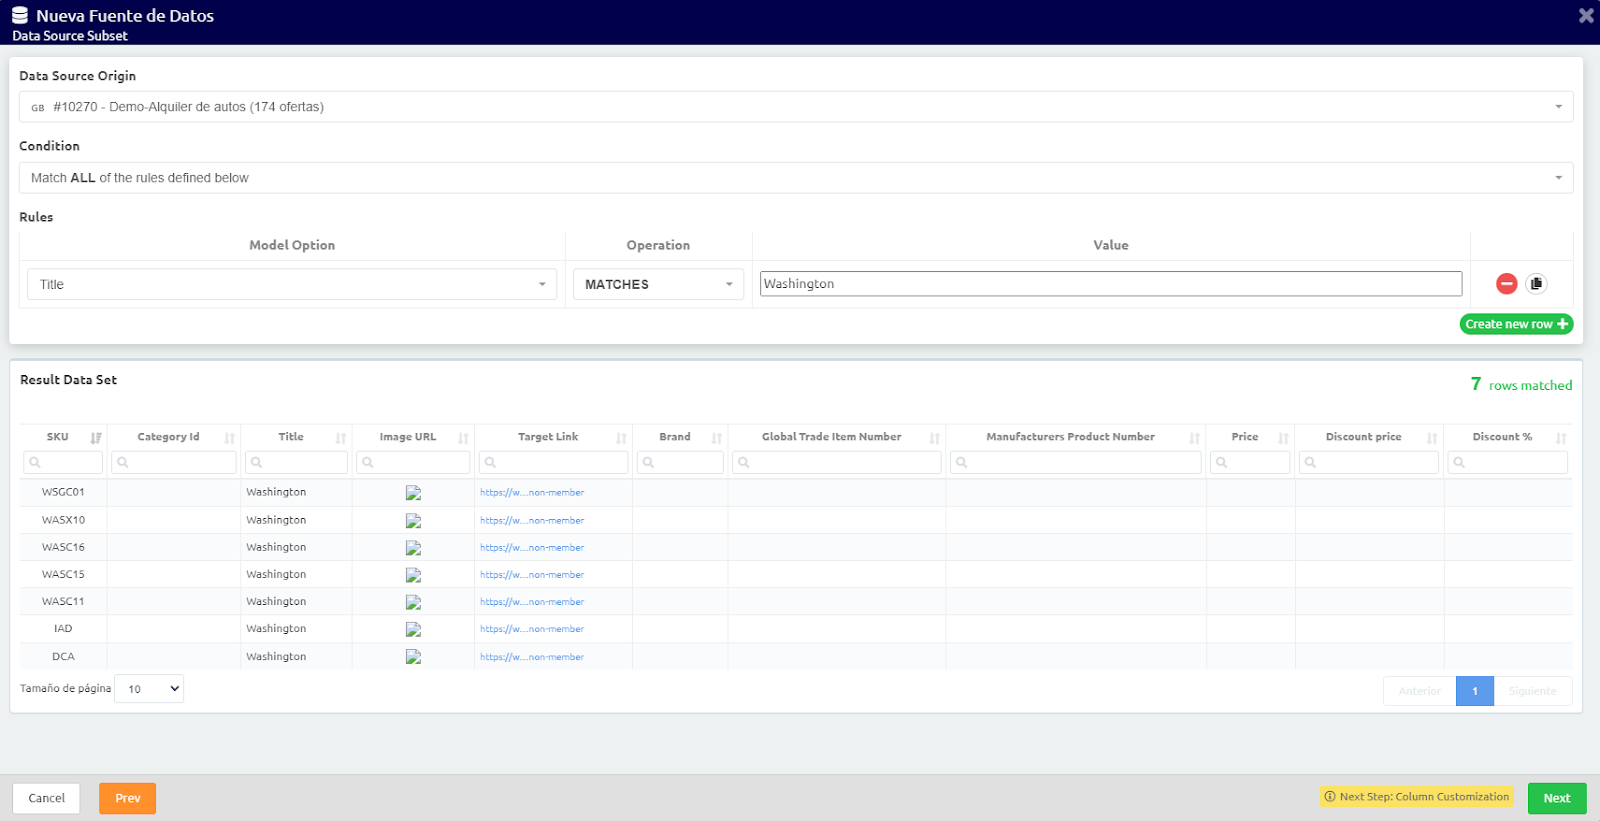 Nueva Fuente de Datos
Data Source Subset
Data Source Origin
GB #10270 - Demo-Alquiler de autos (174 ofertas)
Condition
Match ALL of the rules defined below
Rules
Model Option Operation Value
Title MATCHES Washington
Create new row
Result Data Set
7 rows matched
SKU Category Id Title Image URL Target Link Brand Global Trade Item Number Manufacturers Product Number Price Discount price Discount %
WSGC01 Washington https://w...non-member
WASX10 Washington https://w...non-member
WASC16 Washington https://w...non-member
WASC15 Washington https://w...non-member
WASC11 Washington https://w...non-member
IAD Washington https://w...non-member
DCA Washington https://w...non-member
Tamaño de página 10 Anterior 1 Siguiente
Cancel Prev Next Step: Column Customization Next